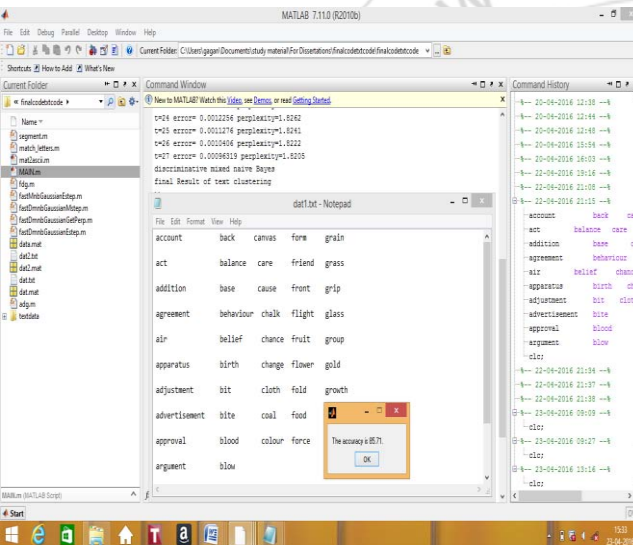 MATLAB 7.11.0 (R2010b)
File Edit Debug Parallel Desktop Window Help
Current Folder: C:\Users\gagan\Documents\study material\For Dissertations\finalcodetxtcode\finalcodetxtcode
Shortcuts How to Add What's New
Current Folder
« finalcodetxtcode
Name
segment.m
match_letters.m
mat2ascii.m
MAIN.m
fdg.m
fastMnbGaussianEstep.m
fastDmnbGaussianMstep.m
fastDmnbGaussianGetPerp.m
fastDmnbGaussianEstep.m
data.mat
dat2.txt
dat2.mat
dat.txt
dat.mat
adg.m
textdata
MAIN.m (MATLAB Script)
Start
Command Window
New to MATLAB? Watch this Video, see Demos, or read Getting Started.
t=24 error= 0.0012256 perplexity=1.8262
t=25 error= 0.0011276 perplexity=1.8241
t=26 error= 0.0010406 perplexity=1.8222
t=27 error= 0.00096319 perplexity=1.8205
discriminative mixed naive Bayes
final Result of text clustering
dat1.txt - Notepad
File Edit Format View Help
account back canvas form grain
act balance care friend grass
addition base cause front grip
agreement behaviour chalk flight glass
air belief chance fruit group
apparatus birth change flower gold
adjustment bit cloth fold growth
advertisement bite coal food
approval blood colour force
argument blow
The accuracy is 85.71.
OK
Command History
%-- 20-04-2016 12:38 --%
%-- 20-04-2016 12:44 --%
%-- 20-04-2016 12:48 --%
%-- 20-04-2016 15:54 --%
%-- 20-04-2016 16:03 --%
%-- 22-04-2016 19:16 --%
%-- 22-04-2016 21:08 --%
%-- 22-04-2016 21:15 --%
account back ca
act balance care
addition base c
agreement behaviour
air belief chanc
apparatus birth ch
adjustment bit clot
advertisement bite
approval blood
argument blow
clc;
%-- 22-04-2016 21:34 --%
%-- 22-04-2016 21:37 --%
%-- 22-04-2016 21:38 --%
%-- 23-04-2016 09:09 --%
clc;
%-- 23-04-2016 09:27 --%
clc;
%-- 23-04-2016 13:16 --%
clc;
15:33
23-04-2016